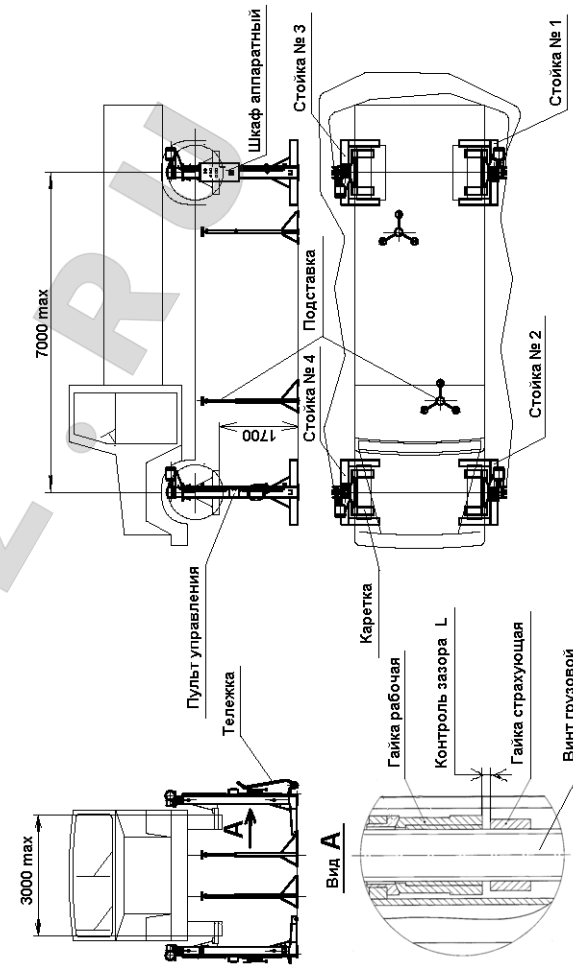 7000 max
Шкаф аппаратный
1700
Пульт управления
3000 max
Тележка
А
Стойка № 3
Стойка № 1
Подставка
Стойка № 4
Стойка № 2
Каретка
Вид А
Гайка рабочая
Контроль зазора L
Гайка страхующая
Винт грузовой
Z.RU